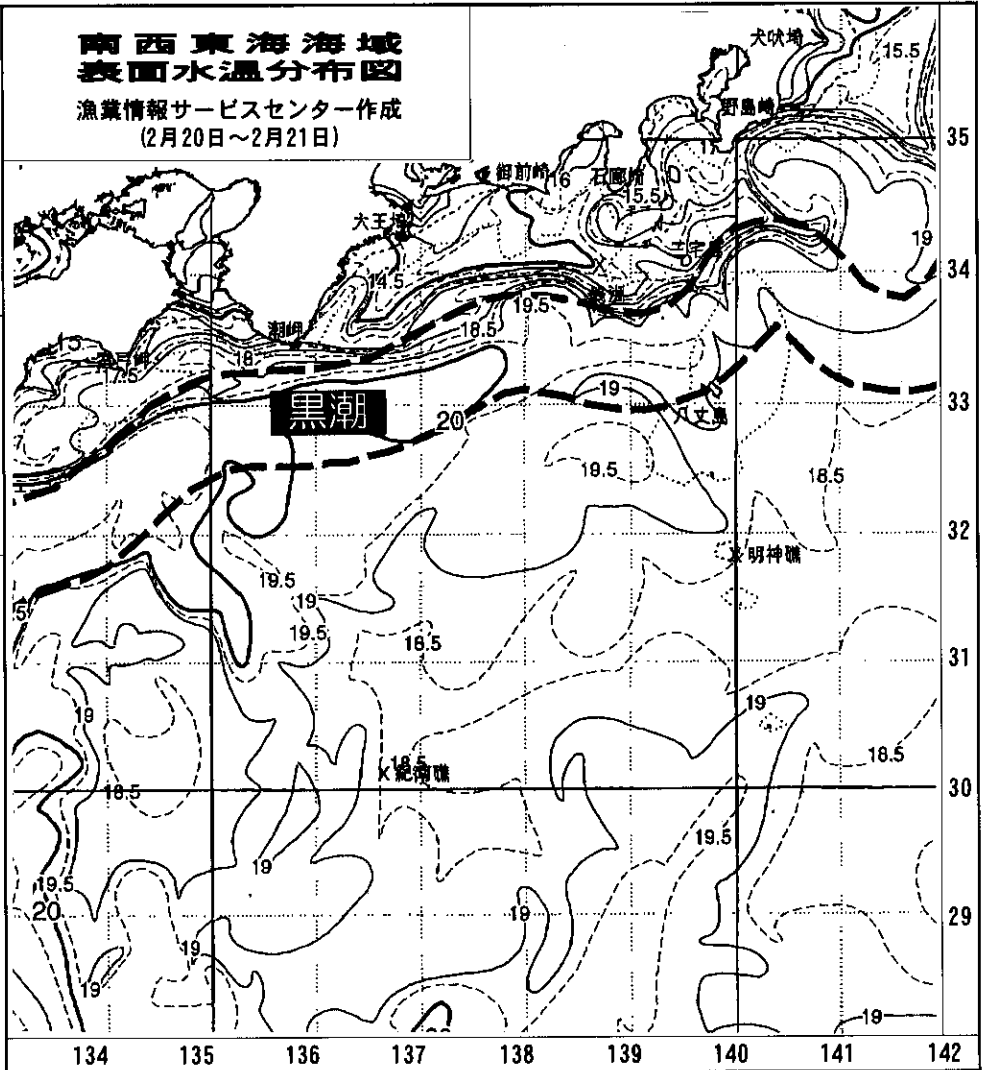 南西東海海域
表面水温分布図
漁業情報サービスセンター作成
(2月20日～2月21日)
犬吠埼
15.5
野島崎
35
御前崎
石廊崎
16
15.5
大王埼
19
三宅島
34
14.5
19.5
18.5
潮岬
15
18
17.5
黒潮
20
19
八丈島
33
19.5
18.5
32
明神礁
19.5
19
19.5
18.5
31
19
19
18.5
18.5
紀南礁
18.5
30
19.5
19
19.5
20
19
29
19
19
19
134 135 136 137 138 139 140 141 142